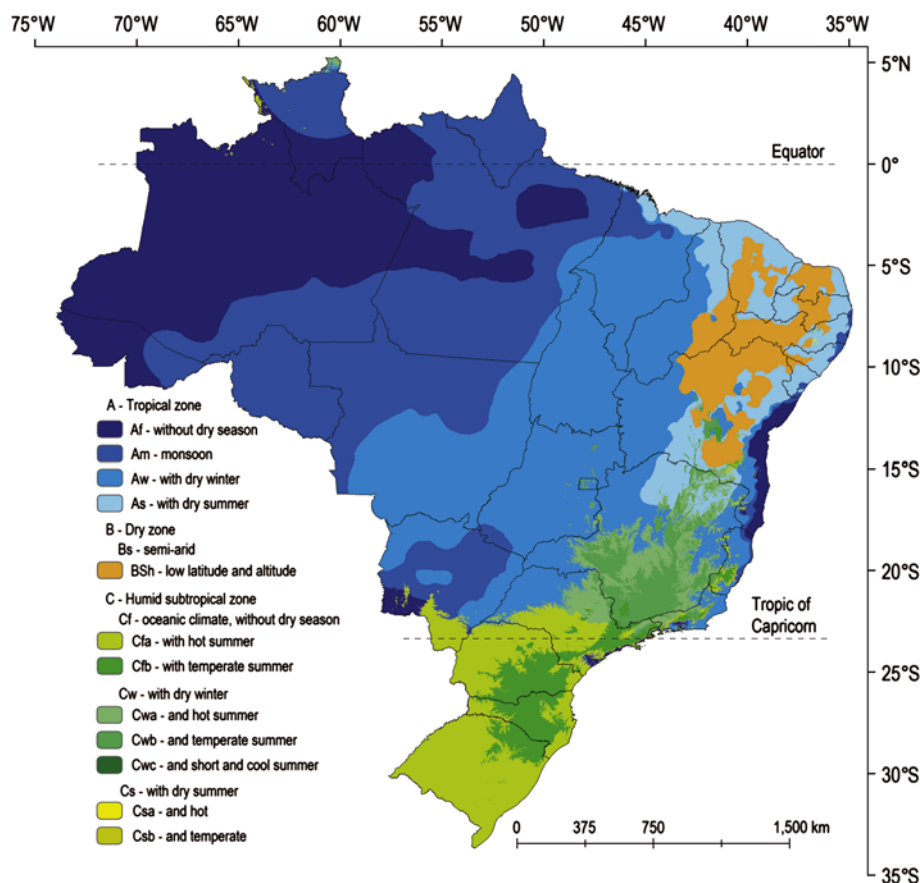 75°W 70°W 65°W 60°W 55°W 50°W 45°W 40°W 35°W
5°N
Equator
0°
5°S
10°S
A - Tropical zone
Af - without dry season
Am - monsoon
Aw - with dry winter
As - with dry summer
15°S
B - Dry zone
Bs - semi-arid
BSh - low latitude and altitude
20°S
C - Humid subtropical zone
Cf - oceanic climate, without dry season
Cfa - with hot summer
Cfb - with temperate summer
Tropic of
Capricorn
25°S
Cw - with dry winter
Cwa - and hot summer
Cwb - and temperate summer
Cwc - and short and cool summer
30°S
Cs - with dry summer
Csa - and hot
Csb - and temperate
0 375 750 1,500 km
35°S